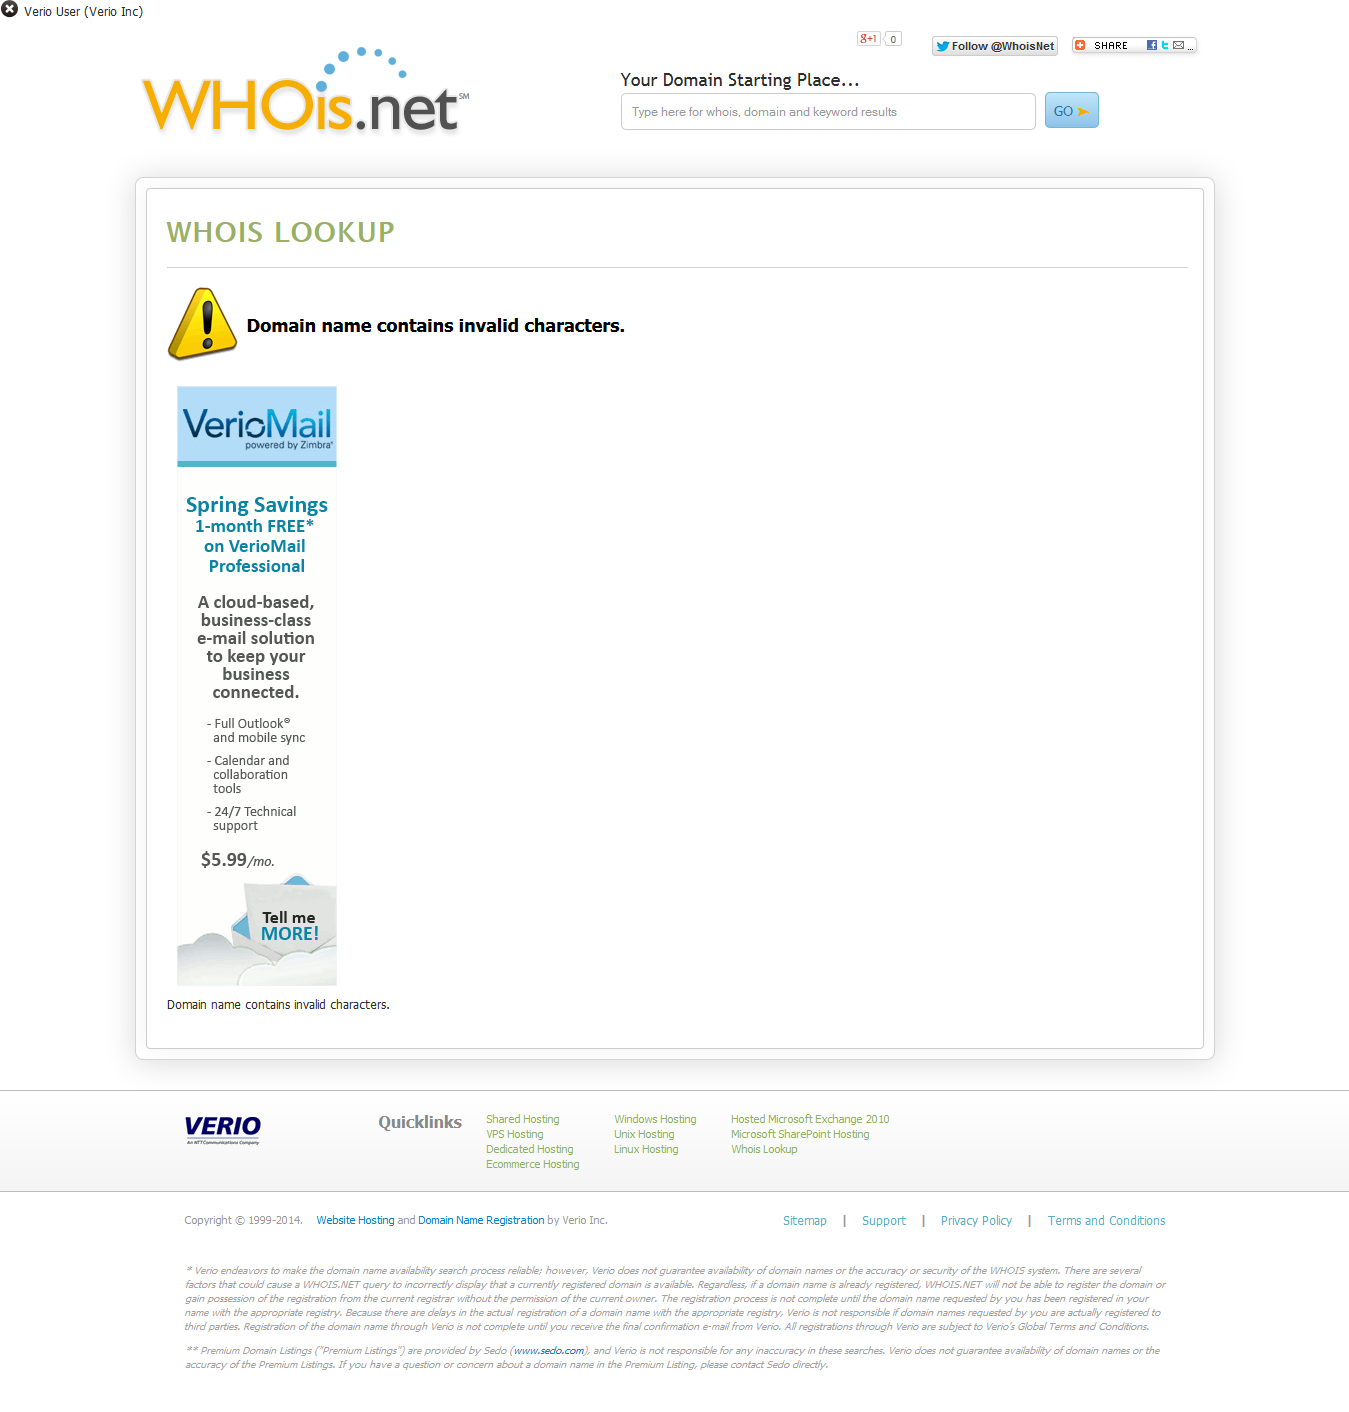 Verio User (Verio Inc)
g+1 0
Follow @WhoisNet
SHARE ...
WHOis.net SM
Your Domain Starting Place...
Type here for whois, domain and keyword results
GO
WHOIS LOOKUP
Domain name contains invalid characters.
VerioMail
powered by Zimbra®
Spring Savings
1-month FREE*
on VerioMail
Professional
A cloud-based,
business-class
e-mail solution
to keep your
business
connected.
- Full Outlook®
and mobile sync
- Calendar and
collaboration
tools
- 24/7 Technical
support
$5.99/mo.
Tell me
MORE!
Domain name contains invalid characters.
VERIO
An NTT Communications Company
Quicklinks
Shared Hosting
VPS Hosting
Dedicated Hosting
Ecommerce Hosting
Windows Hosting
Unix Hosting
Linux Hosting
Hosted Microsoft Exchange 2010
Microsoft SharePoint Hosting
Whois Lookup
Copyright © 1999-2014. Website Hosting and Domain Name Registration by Verio Inc.
Sitemap | Support | Privacy Policy | Terms and Conditions
* Verio endeavors to make the domain name availability search process reliable; however, Verio does not guarantee availability of domain names or the accuracy or security of the WHOIS system. There are several
factors that could cause a WHOIS.NET query to incorrectly display that a currently registered domain is available. Regardless, if a domain name is already registered, WHOIS.NET will not be able to register the domain or
gain possession of the registration from the current registrar without the permission of the current owner. The registration process is not complete until the domain name requested by you has been registered in your
name with the appropriate registry. Because there are delays in the actual registration of a domain name with the appropriate registry, Verio is not responsible if domain names requested by you are actually registered to
third parties. Registration of the domain name through Verio is not complete until you receive the final confirmation e-mail from Verio. All registrations through Verio are subject to Verio's Global Terms and Conditions.
** Premium Domain Listings ("Premium Listings") are provided by Sedo (www.sedo.com), and Verio is not responsible for any inaccuracy in these searches. Verio does not guarantee availability of domain names or the
accuracy of the Premium Listings. If you have a question or concern about a domain name in the Premium Listing, please contact Sedo directly.